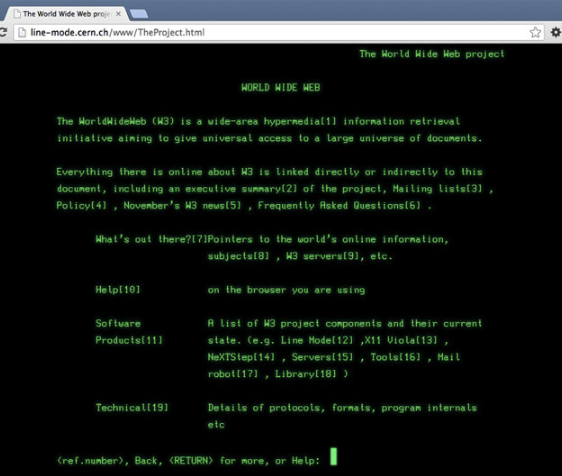 The World Wide Web proje
line-mode.cern.ch/www/TheProject.html
The World Wide Web project
WORLD WIDE WEB
The WorldWideWeb (W3) is a wide-area hypermedia[1] information retrieval
initiative aiming to give universal access to a large universe of documents.
Everything there is online about W3 is linked directly or indirectly to this
document, including an executive summary[2] of the project, Mailing lists[3] ,
Policy[4] , November's W3 news[5] , Frequently Asked Questions[6] .
What's out there?[7]Pointers to the world's online information,
subjects[8] , W3 servers[9], etc.
Help[10] on the browser you are using
Software A list of W3 project components and their current
Products[11] state. (e.g. Line Mode[12] ,X11 Viola[13] ,
NeXTStep[14] , Servers[15] , Tools[16] , Mail
robot[17] , Library[18] )
Technical[19] Details of protocols, formats, program internals
etc
<ref.number>, Back, <RETURN> for more, or Help: